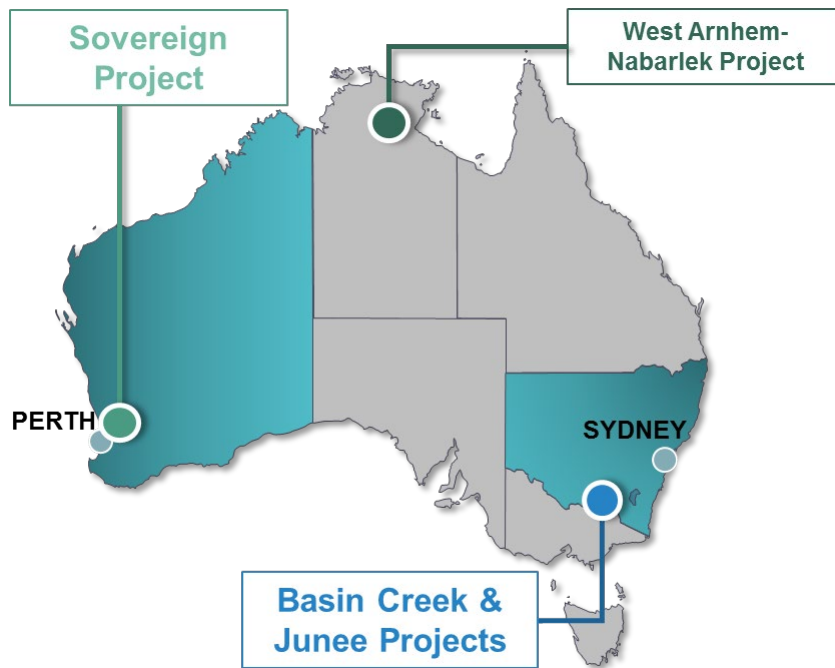 Sovereign
Project
West Arnhem-
Nabarlek Project
PERTH
SYDNEY
Basin Creek &
Junee Projects